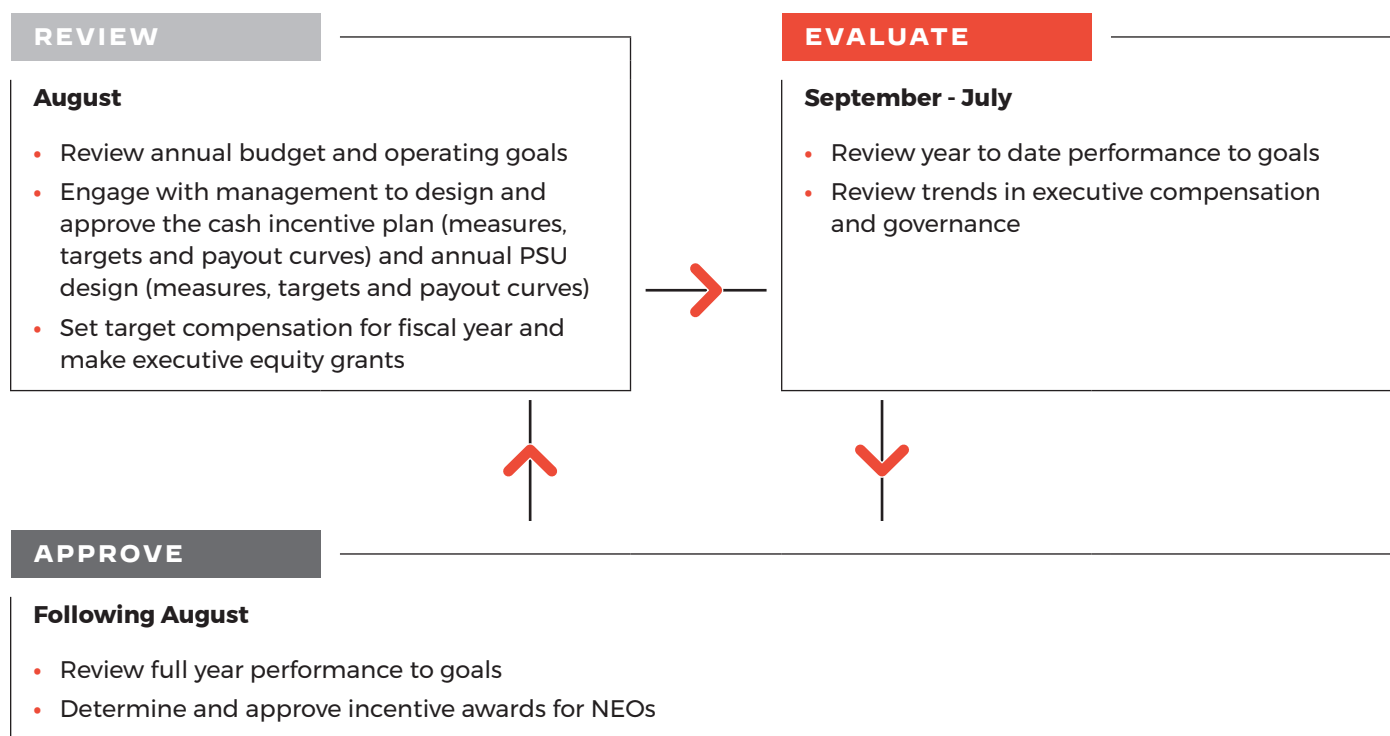 REVIEW
August
• Review annual budget and operating goals
• Engage with management to design and
approve the cash incentive plan (measures,
targets and payout curves) and annual PSU
design (measures, targets and payout curves)
• Set target compensation for fiscal year and
make executive equity grants
EVALUATE
September - July
• Review year to date performance to goals
• Review trends in executive compensation
and governance
APPROVE
Following August
• Review full year performance to goals
• Determine and approve incentive awards for NEOs